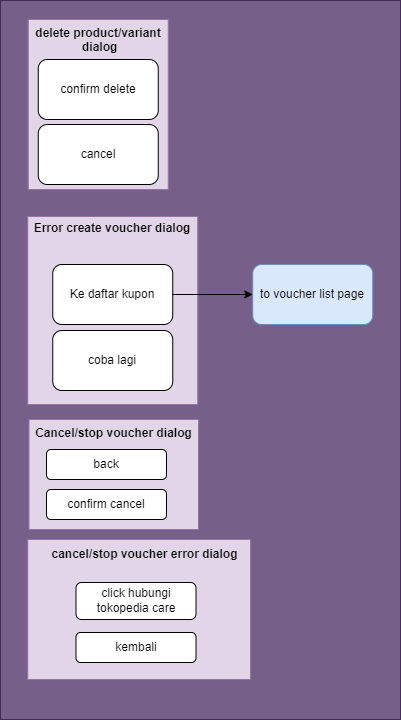 delete product/variant
dialog
confirm delete
cancel
Error create voucher dialog
Ke daftar kupon
to voucher list page
coba lagi
Cancel/stop voucher dialog
back
confirm cancel
cancel/stop voucher error dialog
click hubungi
tokopedia care
kembali